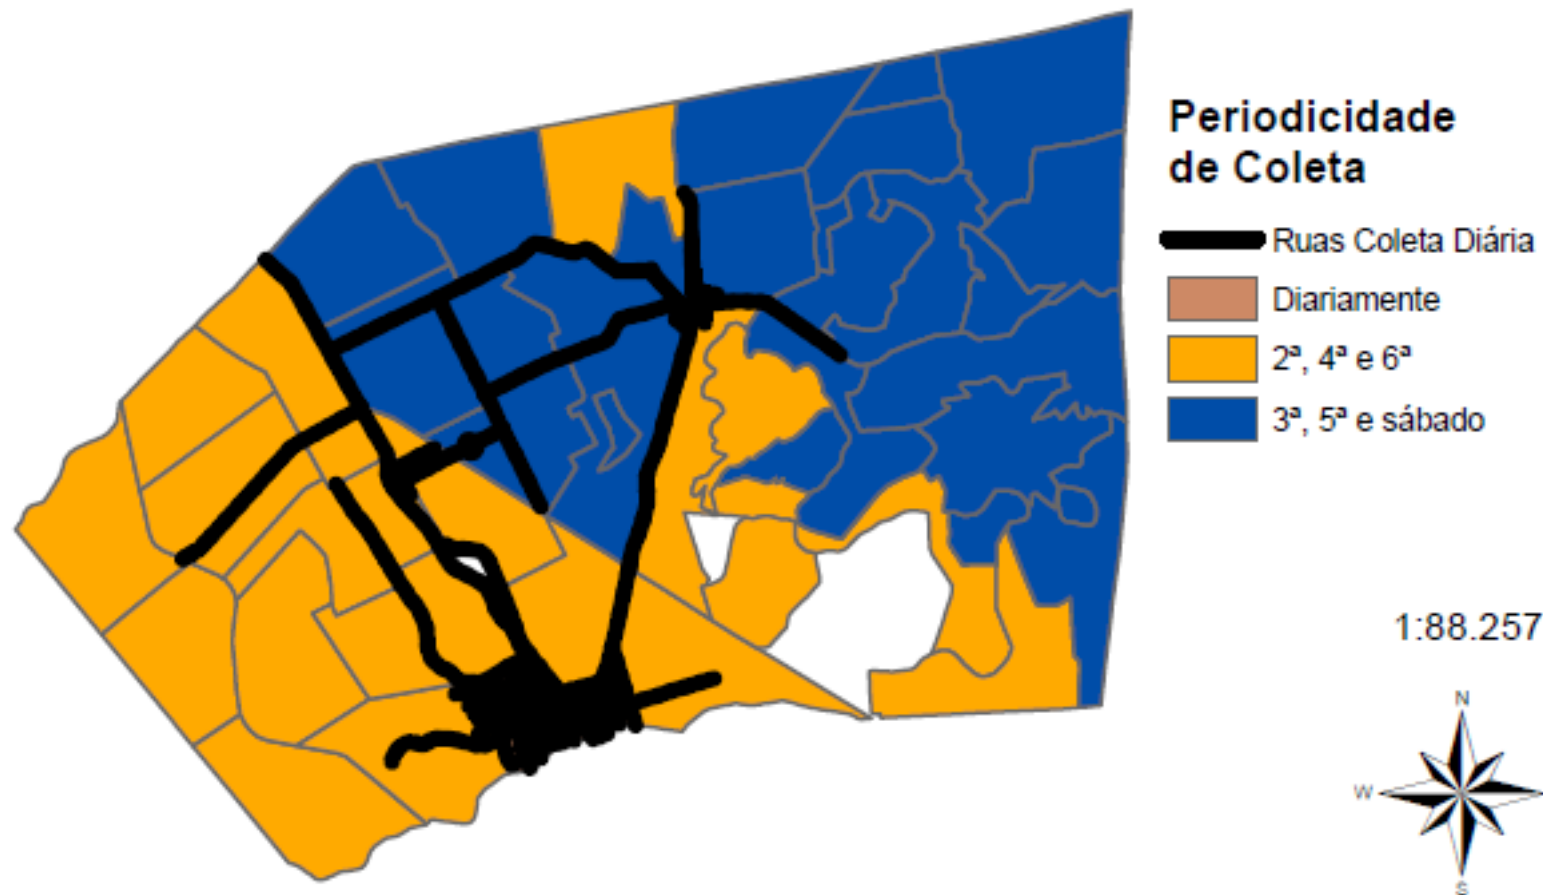 Periodicidade
de Coleta
Ruas Coleta Diária
Diariamente
2ª, 4ª e 6ª
3ª, 5ª e sábado
1:88.257
N
W
S